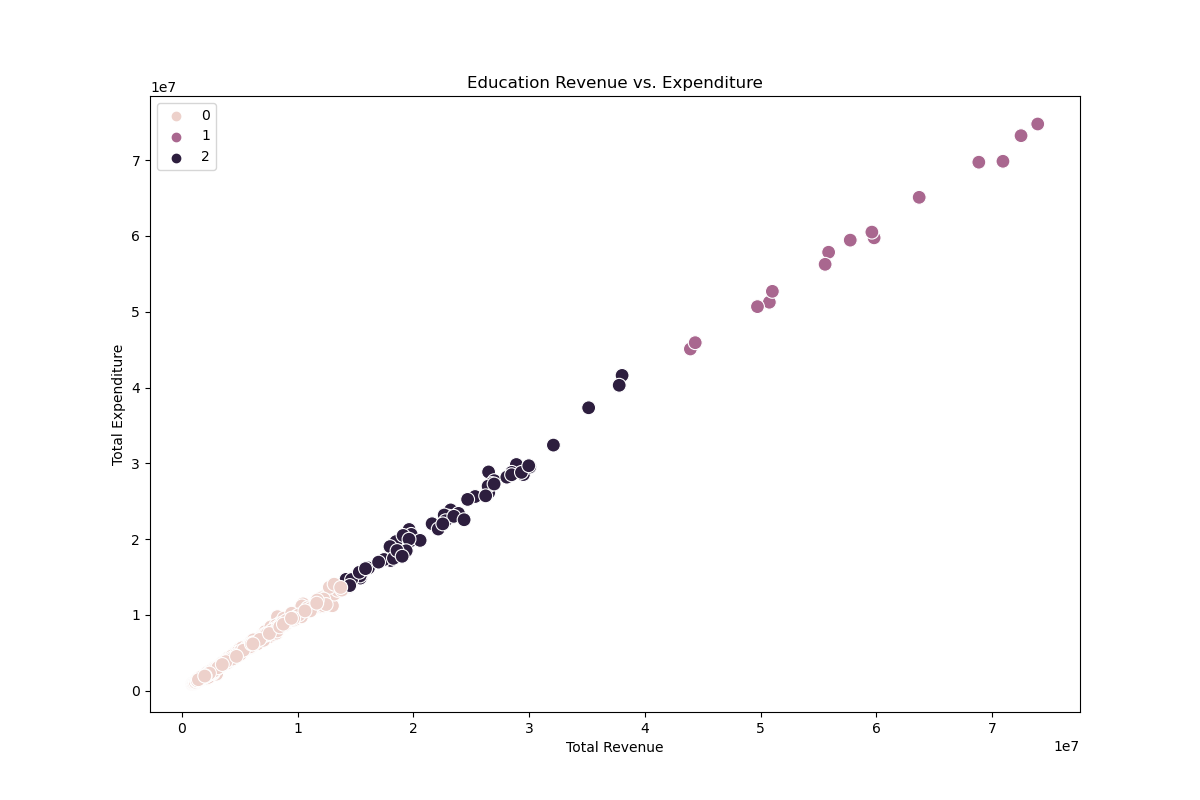 Education Revenue vs. Expenditure
1e7
0
1
2
7
6
5
4
3
2
1
0
Total Expenditure
0 1 2 3 4 5 6 7
Total Revenue
1e7